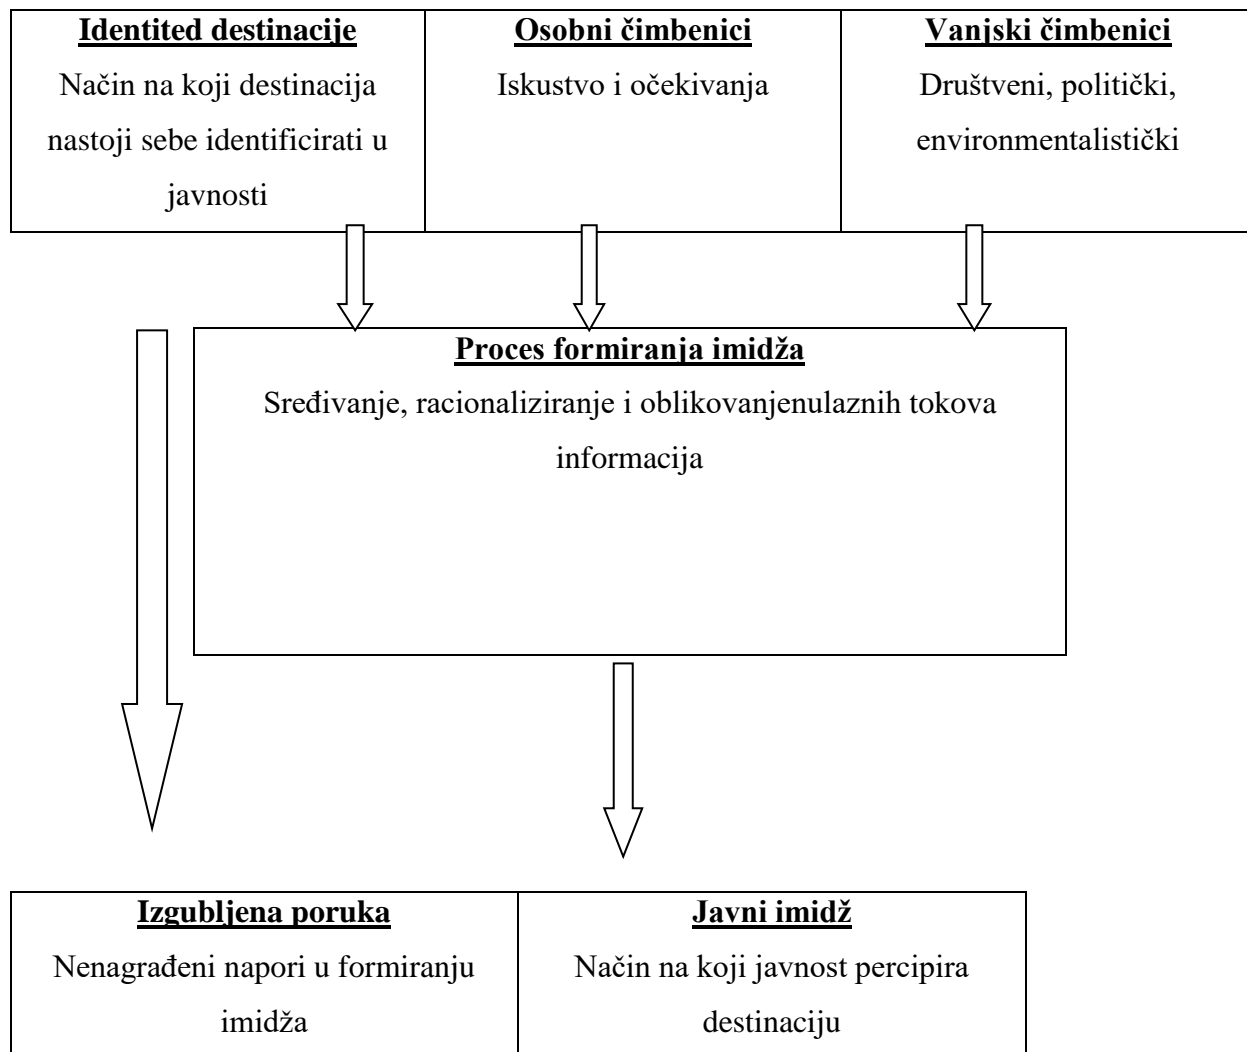 Identited destinacije
Način na koji destinacija
nastoji sebe identificirati u
javnosti
Osobni čimbenici
Iskustvo i očekivanja
Vanjski čimbenici
Društveni, politički,
environmentalistički
Proces formiranja imidža
Sređivanje, racionaliziranje i oblikovanjenulaznih tokova
informacija
Izgubljena poruka
Nenagrađeni napori u formiranju
imidža
Javni imidž
Način na koji javnost percipira
destinaciju